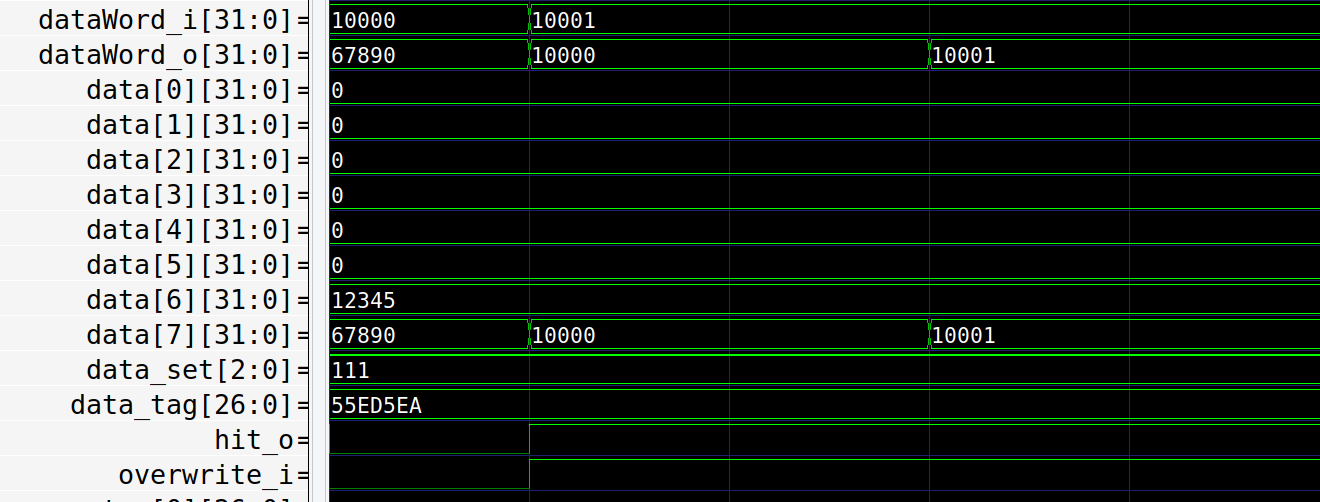 dataWord_i[31:0]= 10000 10001
dataWord_o[31:0]= 67890 10000 10001
data[0][31:0]= 0
data[1][31:0]= 0
data[2][31:0]= 0
data[3][31:0]= 0
data[4][31:0]= 0
data[5][31:0]= 0
data[6][31:0]= 12345
data[7][31:0]= 67890 10000 10001
data_set[2:0]= 111
data_tag[26:0]= 55ED5EA
hit_o=
overwrite_i=